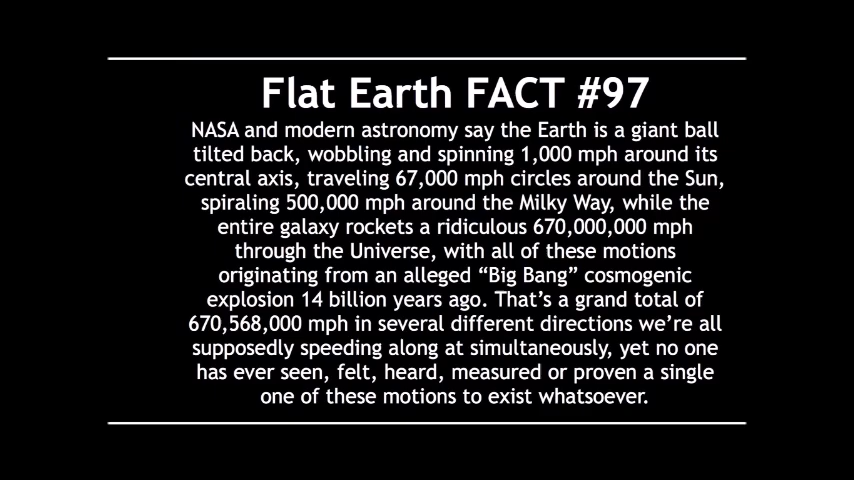 Flat Earth FACT #97
NASA and modern astronomy say the Earth is a giant ball
tilted back, wobbling and spinning 1,000 mph around its
central axis, traveling 67,000 mph circles around the Sun,
spiraling 500,000 mph around the Milky Way, while the
entire galaxy rockets a ridiculous 670,000,000 mph
through the Universe, with all of these motions
originating from an alleged “Big Bang” cosmogenic
explosion 14 billion years ago. That’s a grand total of
670,568,000 mph in several different directions we’re all
supposedly speeding along at simultaneously, yet no one
has ever seen, felt, heard, measured or proven a single
one of these motions to exist whatsoever.